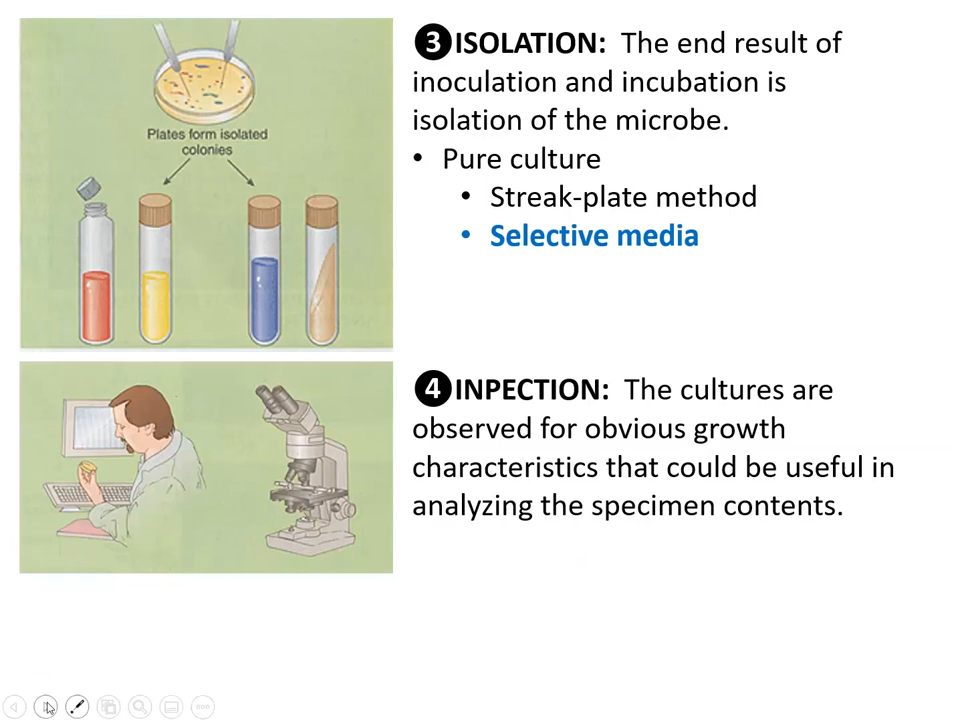 ❸ISOLATION: The end result of
inoculation and incubation is
isolation of the microbe.
• Pure culture
• Streak-plate method
• Selective media
Plates form isolated
colonies
❹INPECTION: The cultures are
observed for obvious growth
characteristics that could be useful in
analyzing the specimen contents.